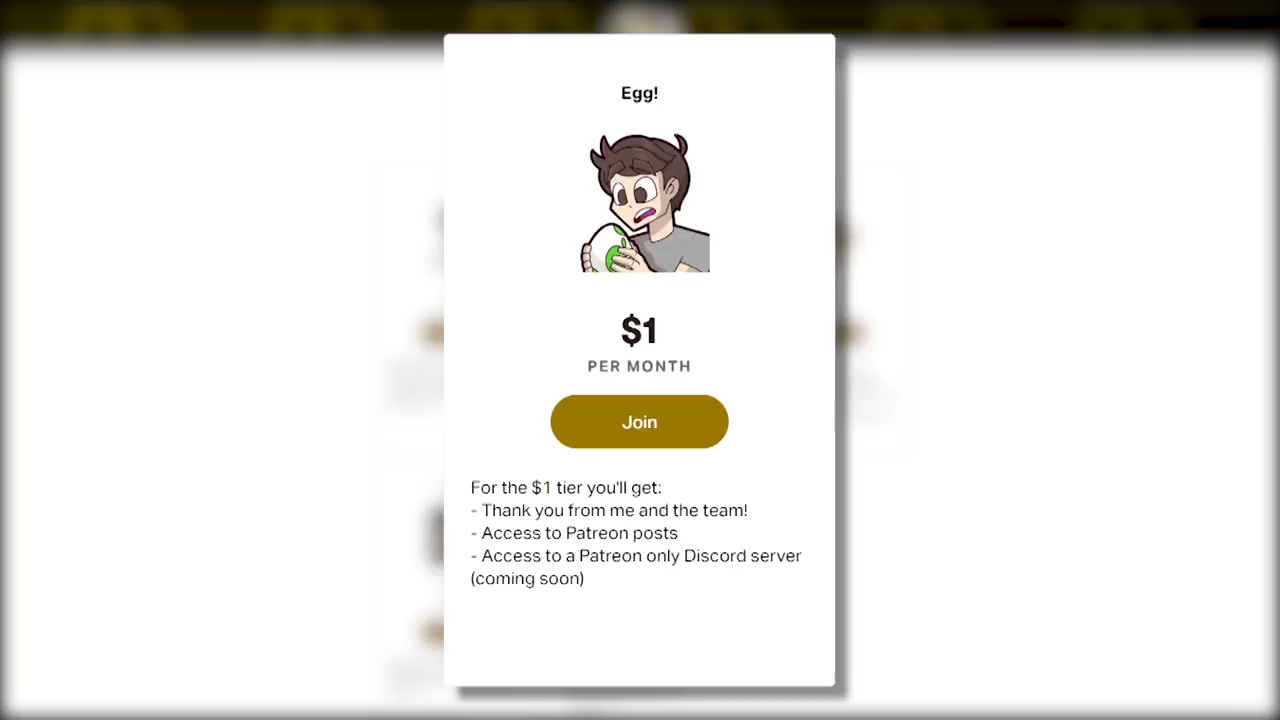 Egg!
$1
PER MONTH
Join
For the $1 tier you'll get:
- Thank you from me and the team!
- Access to Patreon posts
- Access to a Patreon only Discord server
(coming soon)